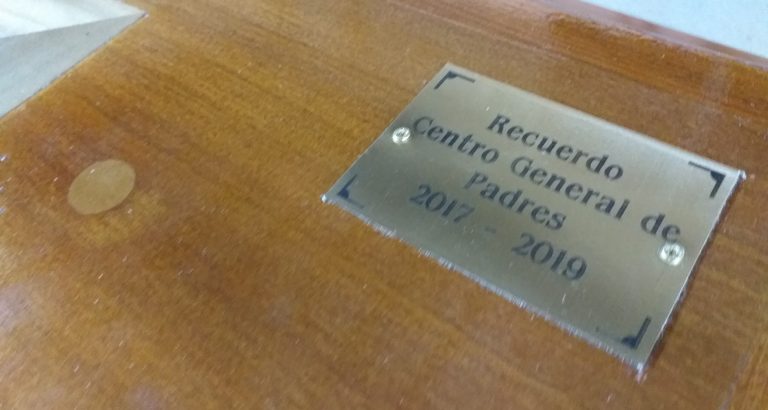 Recuerdo
Centro General de
Padres
2017 - 2019